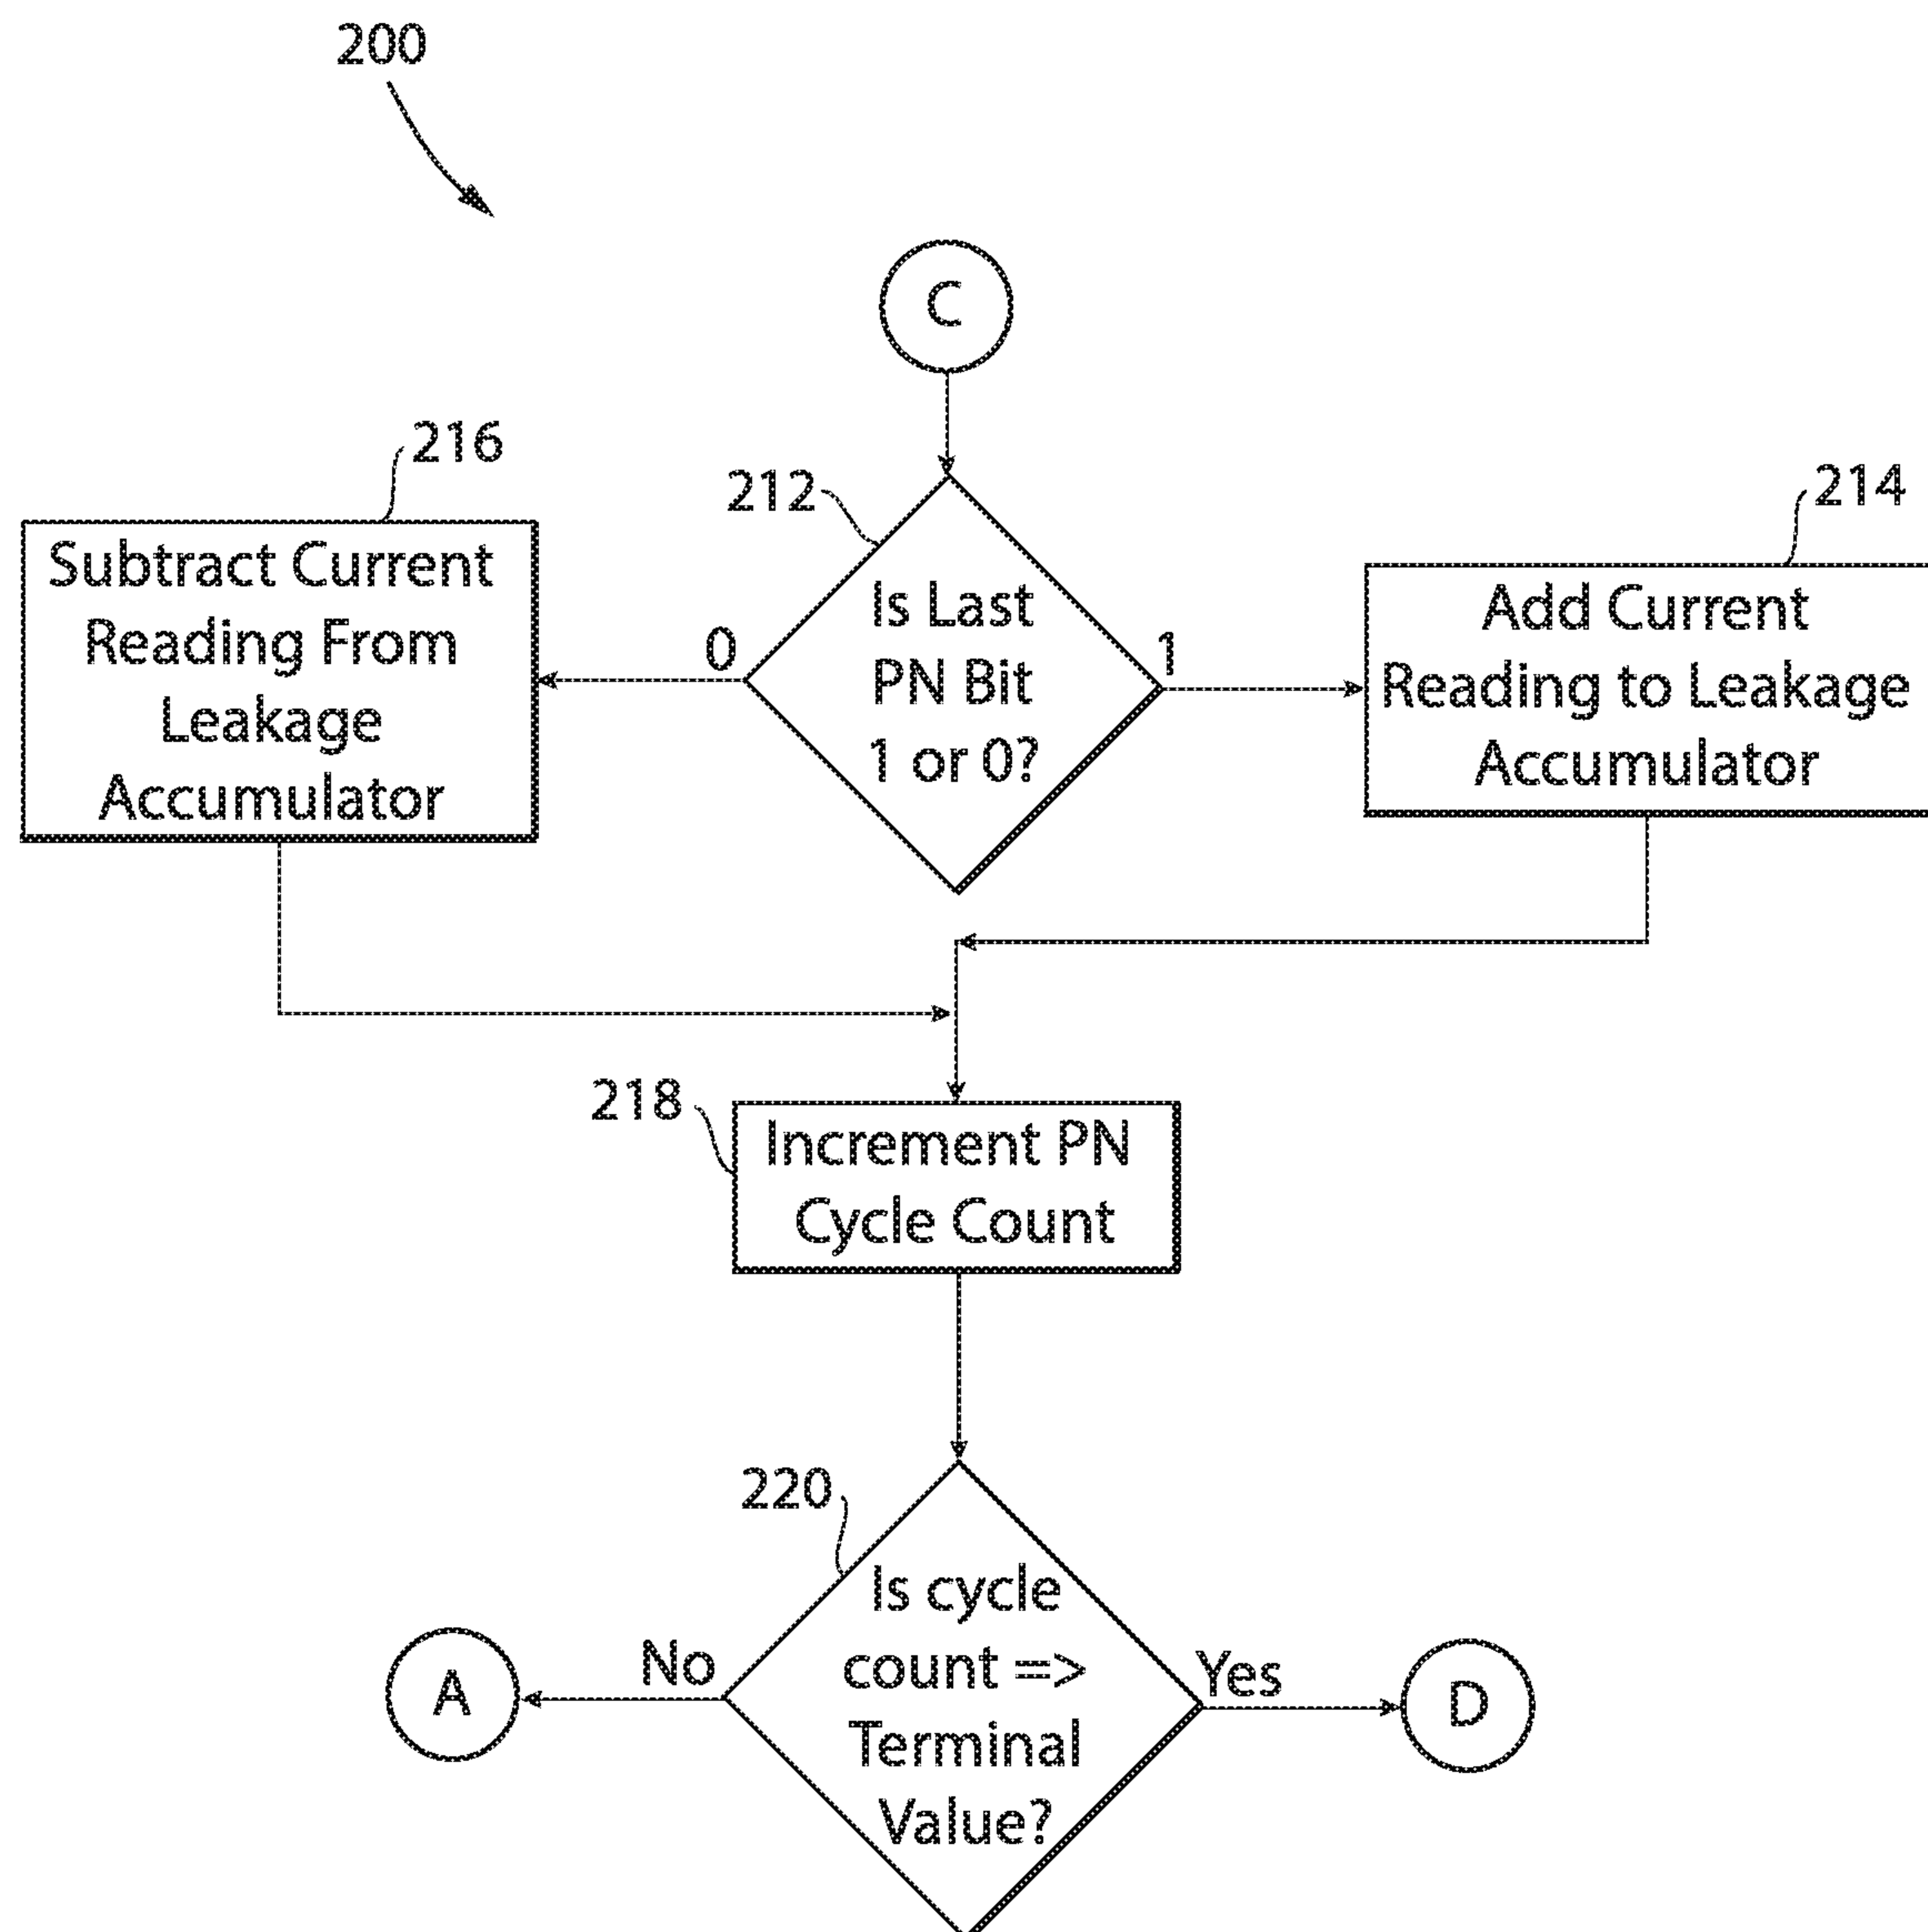 200
C
216
212
214
Subtract Current
Reading From
Leakage
Accumulator
0
Is Last
PN Bit
1 or 0?
1
Add Current
Reading to Leakage
Accumulator
218
Increment PN
Cycle Count
220
Is cycle
count =>
Terminal
Value?
No
A
Yes
D